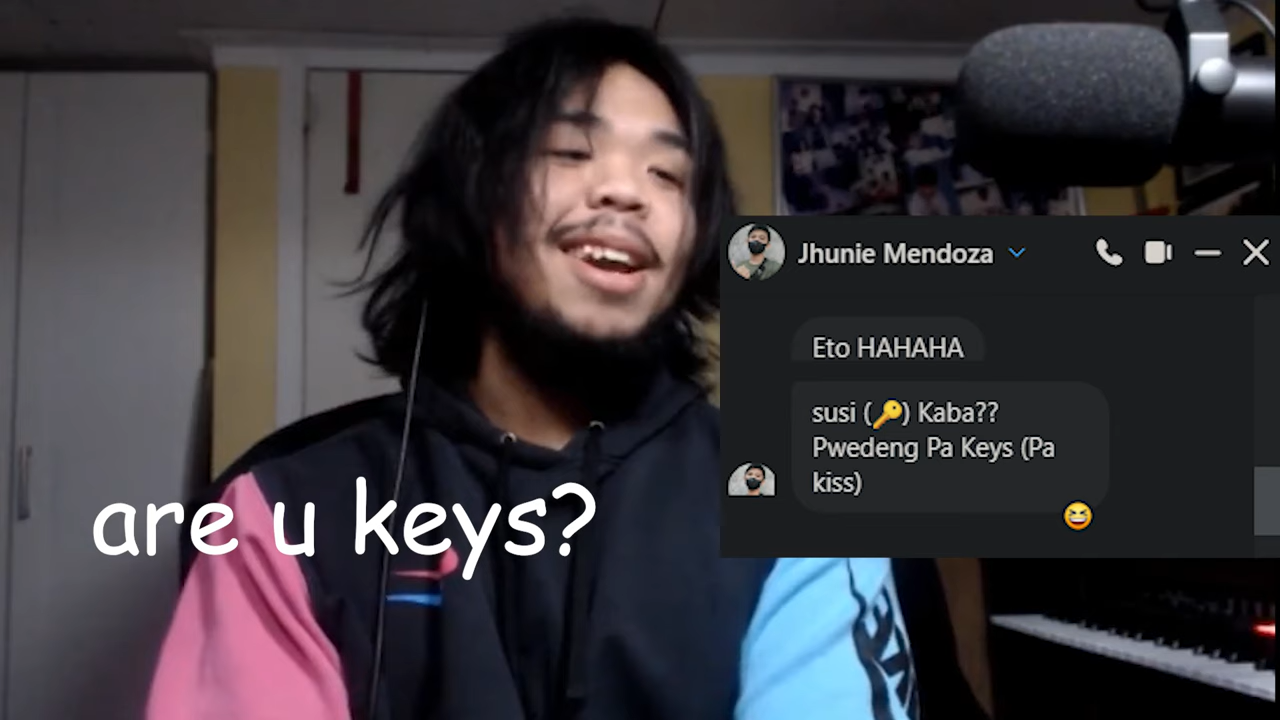 Jhunie Mendoza
Eto HAHAHA
susi (🔑) Kaba??
Pwedeng Pa Keys (Pa
kiss)
are u keys?